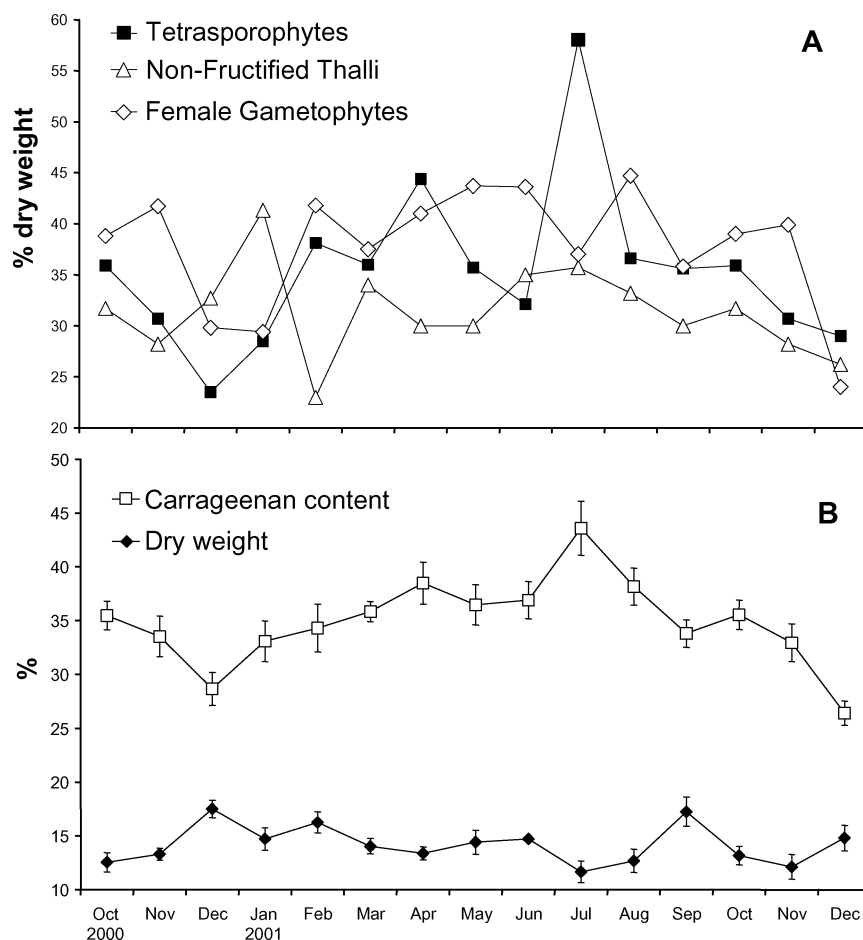 60
55
50
45
40
35
30
25
20
% dry weight
Tetrasporophytes
Non-Fructified Thalli
Female Gametophytes
A
50
45
40
35
30
25
20
15
10
%
Carrageenan content
Dry weight
B
Oct Nov Dec Jan Feb Mar Apr May Jun Jul Aug Sep Oct Nov Dec
2000 2001